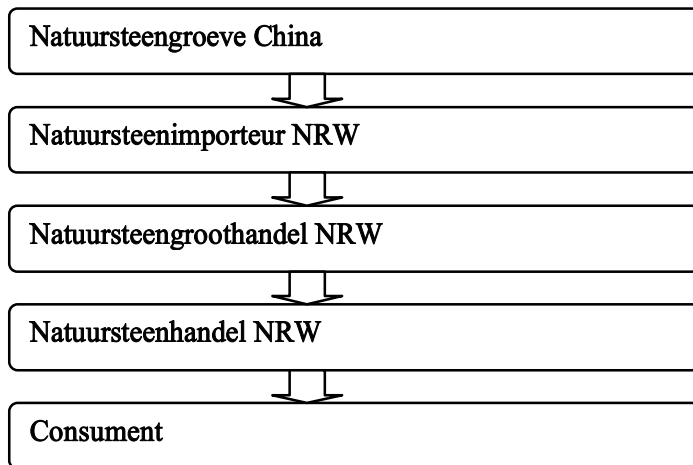 Natuursteengroeve China
Natuursteenimporteur NRW
Natuursteengroothandel NRW
Natuursteenhandel NRW
Consument